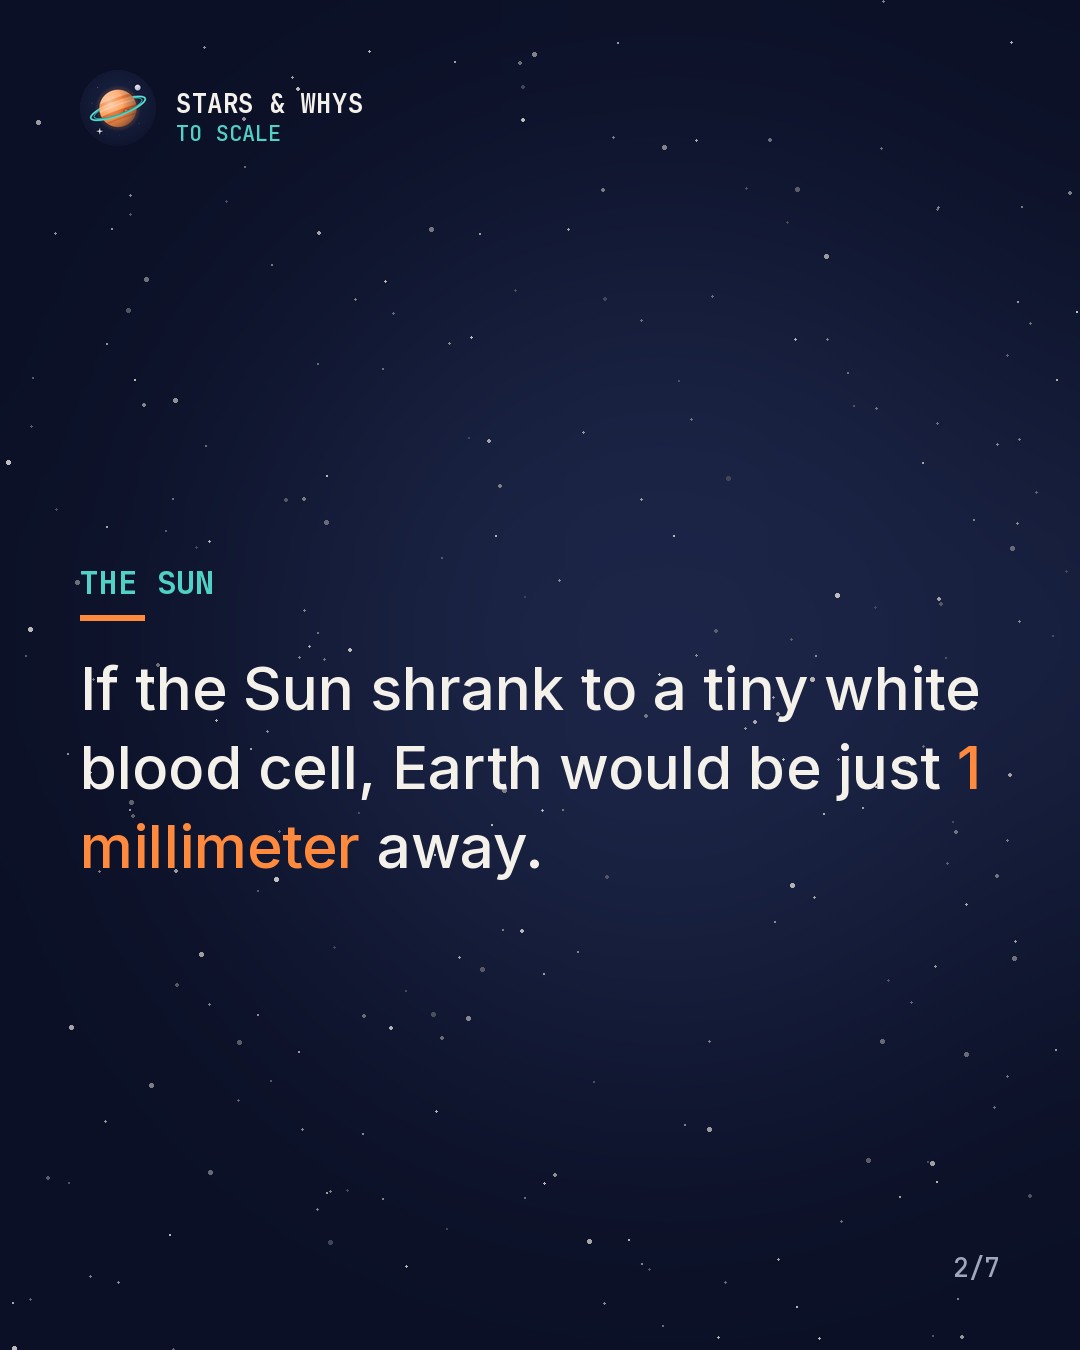 STARS & WHYS
TO SCALE
THE SUN
If the Sun shrank to a tiny white
blood cell, Earth would be just 1
millimeter away.
2/7